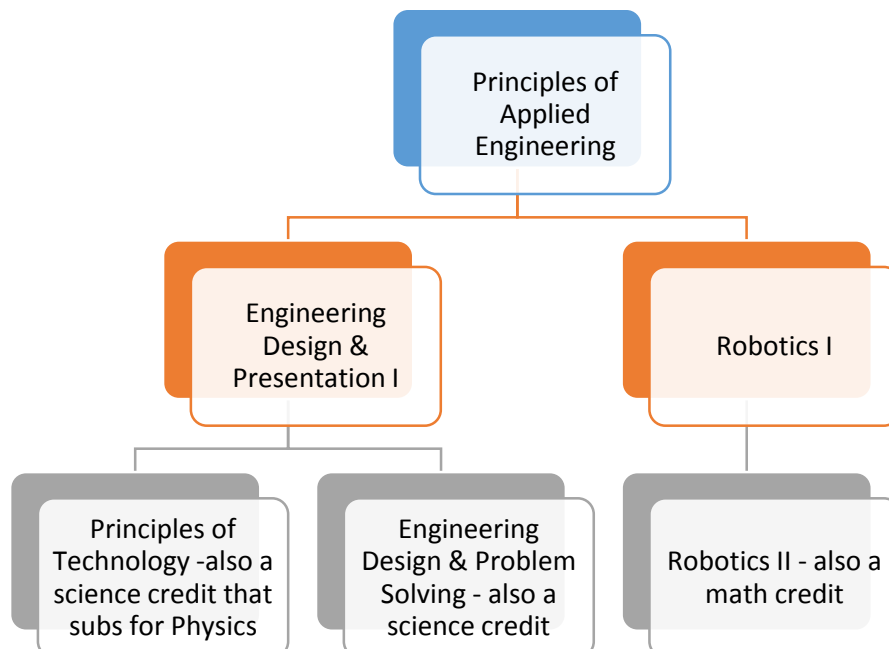 Principles of
Applied
Engineering
Engineering
Design &
Presentation I
Robotics I
Principles of
Technology -also a
science credit that
subs for Physics
Engineering
Design & Problem
Solving - also a
science credit
Robotics II - also a
math credit